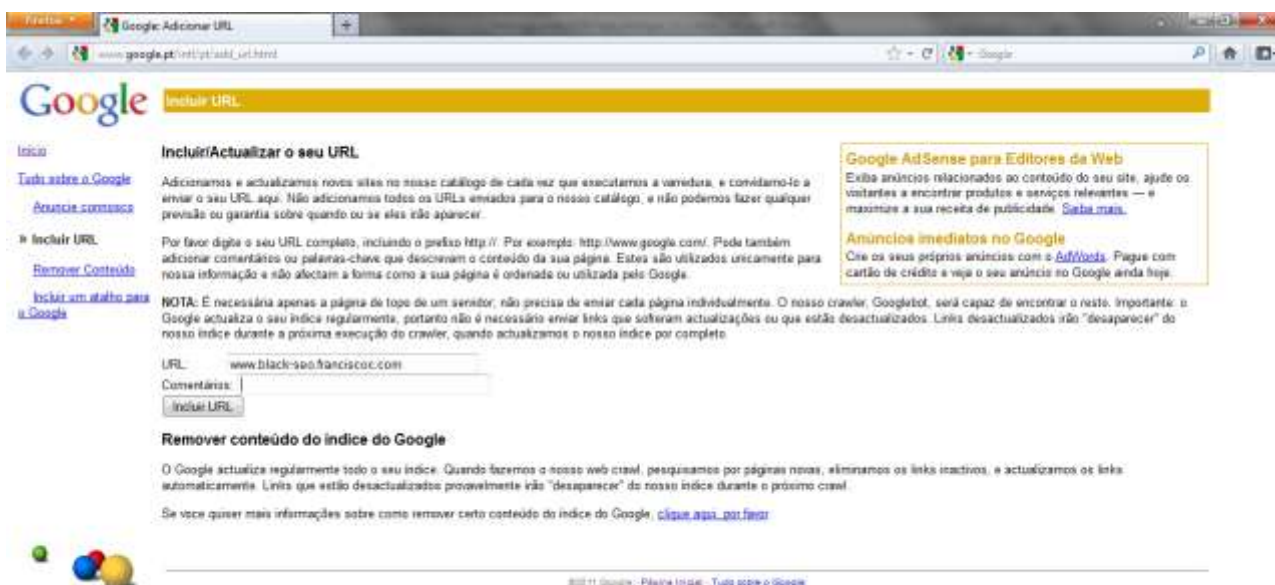 Firefox
Google: Adicionar URL
www.google.pt/intl/pt/add_url.html
Google
Google
Incluir URL
Início
Tudo sobre o Google
Anuncie connosco
» Incluir URL
Remover Conteúdo
Incluir um atalho para
o Google
Incluir/Actualizar o seu URL
Adicionamos e actualizamos novos sites no nosso catálogo de cada vez que executamos a varredura, e convidamo-lo a
enviar o seu URL aqui. Não adicionamos todos os URLs enviados para o nosso catálogo, e não podemos fazer qualquer
previsão ou garantia sobre quando ou se eles irão aparecer.
Por favor digite o seu URL completo, incluindo o prefixo http://. Por exemplo: http://www.google.com/. Pode também
adicionar comentários ou palavras-chave que descrevam o conteúdo da sua página. Estes são utilizados unicamente para
nossa informação e não afectam a forma como a sua página é ordenada ou utilizada pelo Google.
Google AdSense para Editores da Web
Exiba anúncios relacionados ao conteúdo do seu site, ajude os
visitantes a encontrar produtos e serviços relevantes — e
maximize a sua receita de publicidade. Saiba mais.
Anúncios imediatos no Google
Crie os seus próprios anúncios com o AdWords. Pague com
cartão de crédito e veja o seu anúncio no Google ainda hoje.
NOTA: É necessária apenas a página de topo de um servidor; não precisa de enviar cada página individualmente. O nosso crawler, Googlebot, será capaz de encontrar o resto. Importante: o
Google actualiza o seu índice regularmente, portanto não é necessário enviar links que sofreram actualizações ou que estão desactualizados. Links desactualizados irão "desaparecer" do
nosso índice durante a próxima execução do crawler, quando actualizamos o nosso índice por completo.
URL: www.black-seo.franciscoc.com
Comentários:
Incluir URL
Remover conteúdo do índice do Google
O Google actualiza regularmente todo o seu índice. Quando fazemos o nosso web crawl, pesquisamos por páginas novas, eliminamos os links inactivos, e actualizamos os links
automaticamente. Links que estão desactualizados provavelmente irão "desaparecer" do nosso índice durante o próximo crawl.
Se voce quiser mais informações sobre como remover certo conteúdo do índice do Google, clique aqui, por favor
©2011 Google - Página Inicial - Tudo sobre o Google